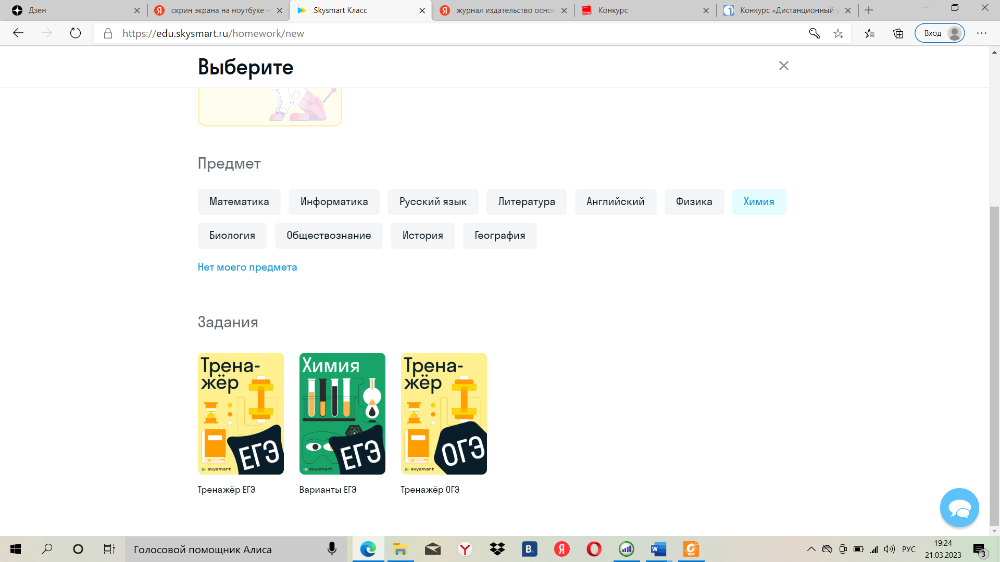 Дзен
скрин экрана на ноутбуке –
Skysmart Класс
журнал издательство основ
Конкурс
Конкурс «Дистанционный у
https://edu.skysmart.ru/homework/new
Вход
Выберите
Предмет
Математика
Информатика
Русский язык
Литература
Английский
Физика
Химия
Биология
Обществознание
История
География
Нет моего предмета
Задания
Трена-
жёр
ЕГЭ
skysmart
Химия
ЕГЭ
skysmart
Трена-
жёр
ОГЭ
skysmart
Тренажёр ЕГЭ
Варианты ЕГЭ
Тренажёр ОГЭ
Голосовой помощник Алиса
РУС
19:24
21.03.2023
3